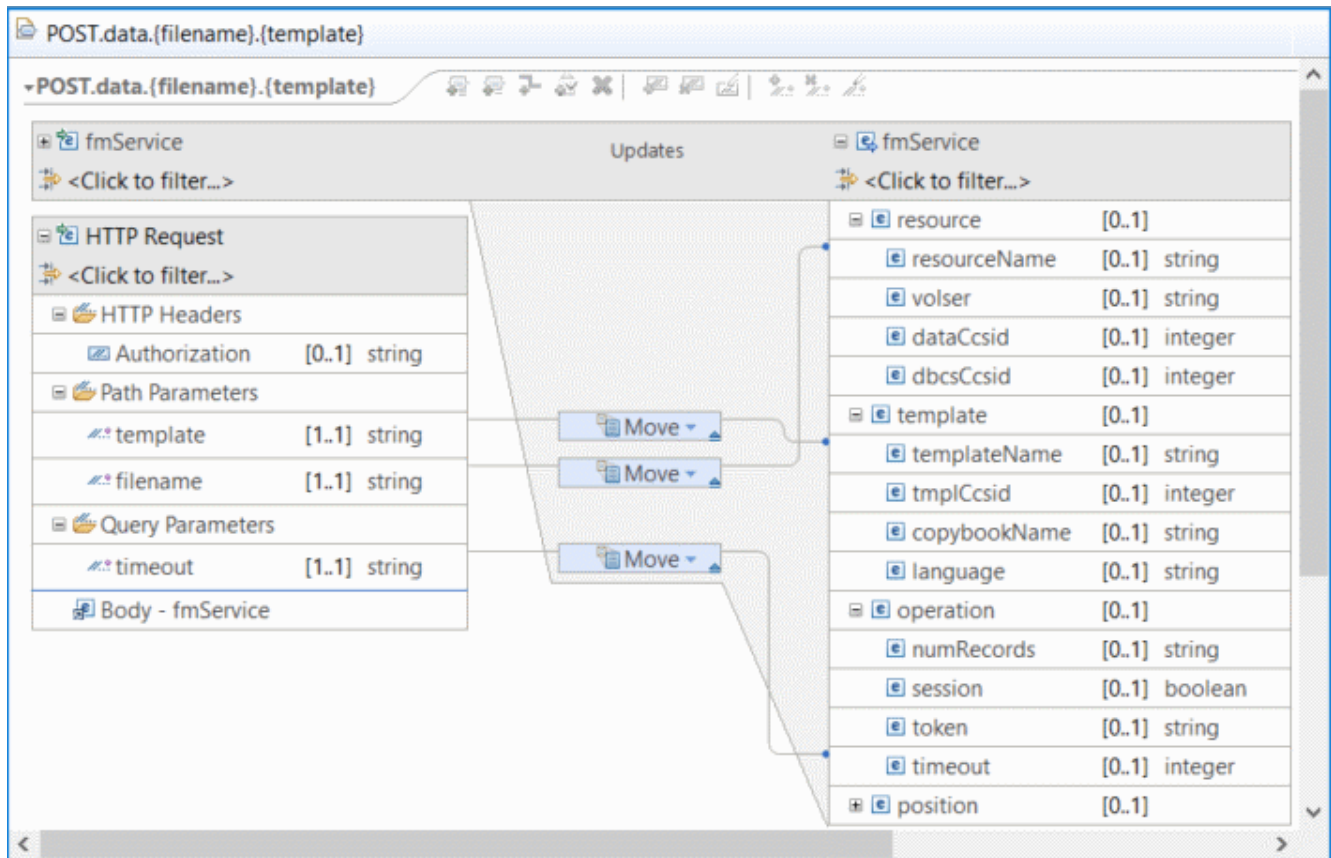 POST.data.{filename}.{template}
POST.data.{filename}.{template}
fmService
<Click to filter...>
HTTP Request
<Click to filter...>
HTTP Headers
Authorization [0..1] string
Path Parameters
template [1..1] string
filename [1..1] string
Query Parameters
timeout [1..1] string
Body - fmService
Updates
Move
Move
Move
fmService
<Click to filter...>
resource [0..1]
resourceName [0..1] string
volser [0..1] string
dataCcsid [0..1] integer
dbcsCcsid [0..1] integer
template [0..1]
templateName [0..1] string
tmplCcsid [0..1] integer
copybookName [0..1] string
language [0..1] string
operation [0..1]
numRecords [0..1] string
session [0..1] boolean
token [0..1] string
timeout [0..1] integer
position [0..1]